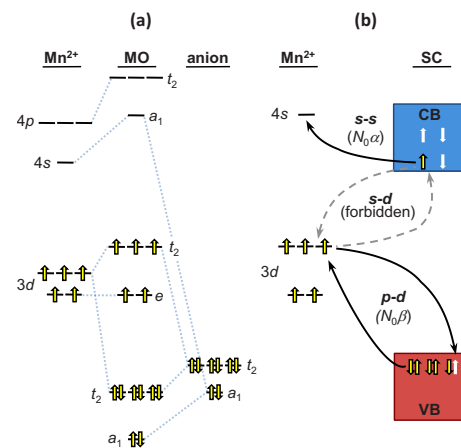 (a)
Mn²⁺ MO anion
t₂
4p
a₁
4s
t₂
3d
e
t₂
t₂
a₁
a₁
(b)
Mn²⁺ SC
4s
s-s
(N₀α)
CB
s-d
(forbidden)
3d
p-d
(N₀β)
VB